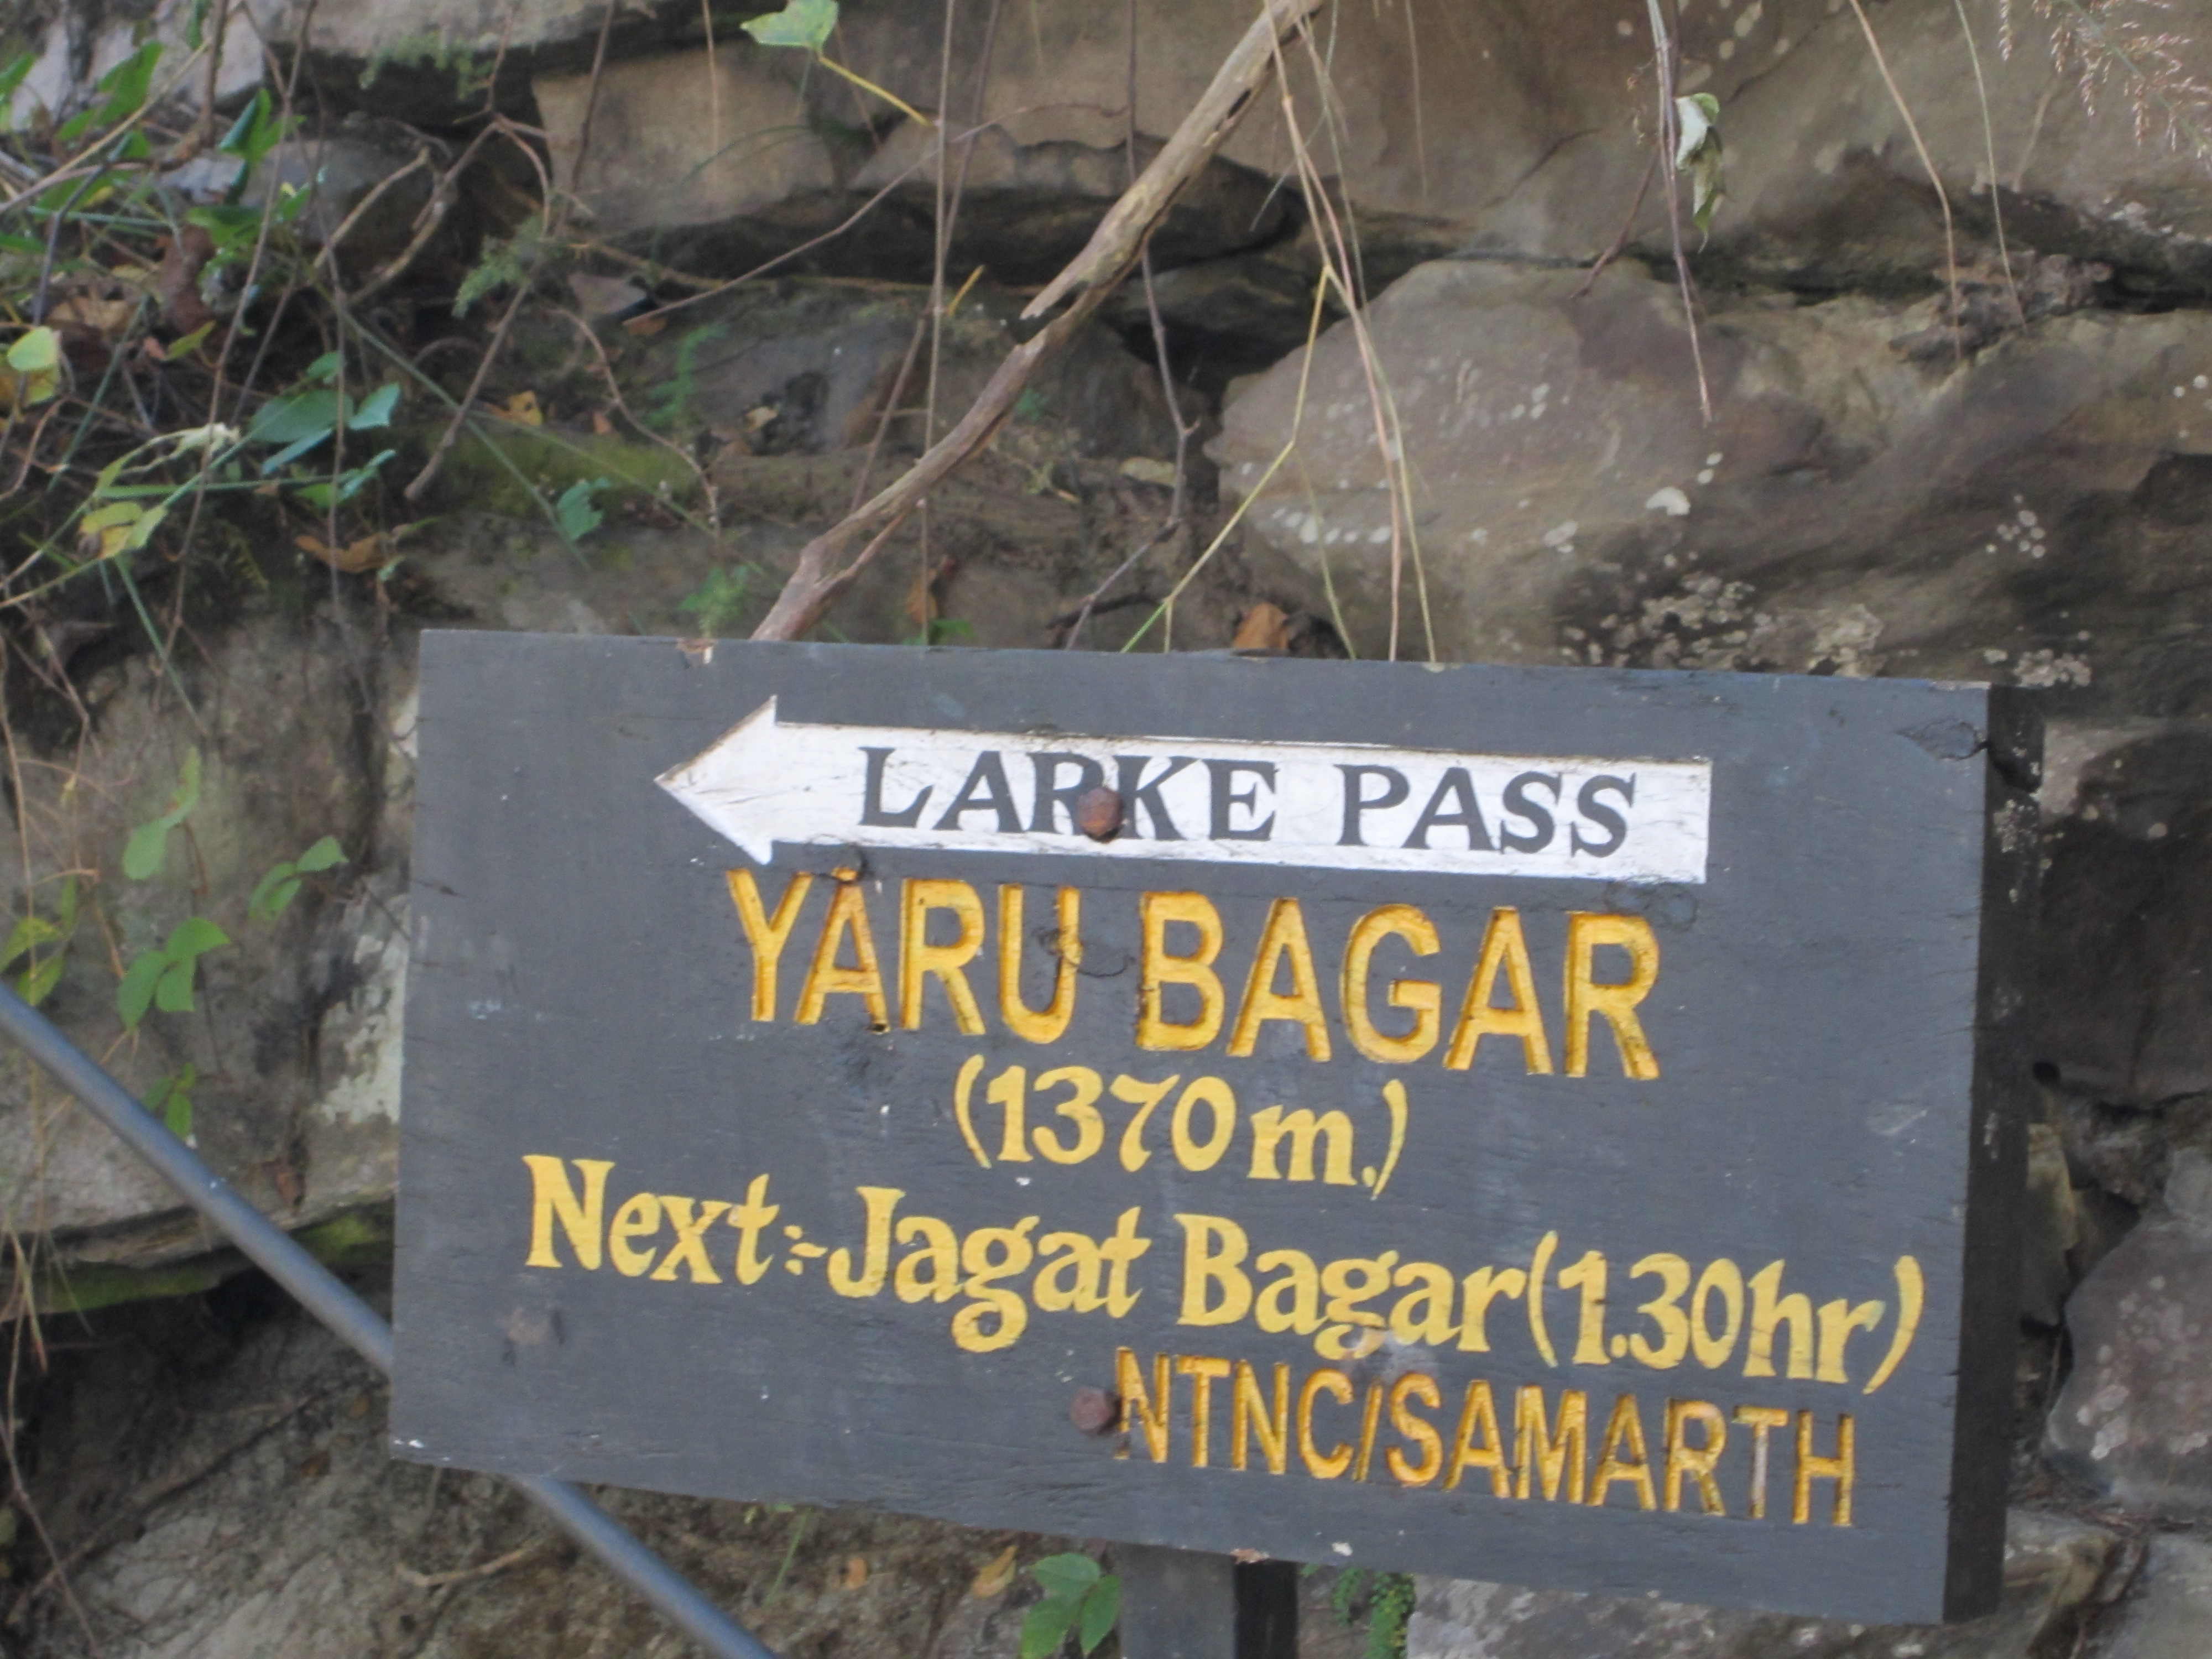 LARKE PASS
YARU BAGAR
(1370 m.)
Next:-Jagat Bagar(1.30hr)
NTNC/SAMARTH